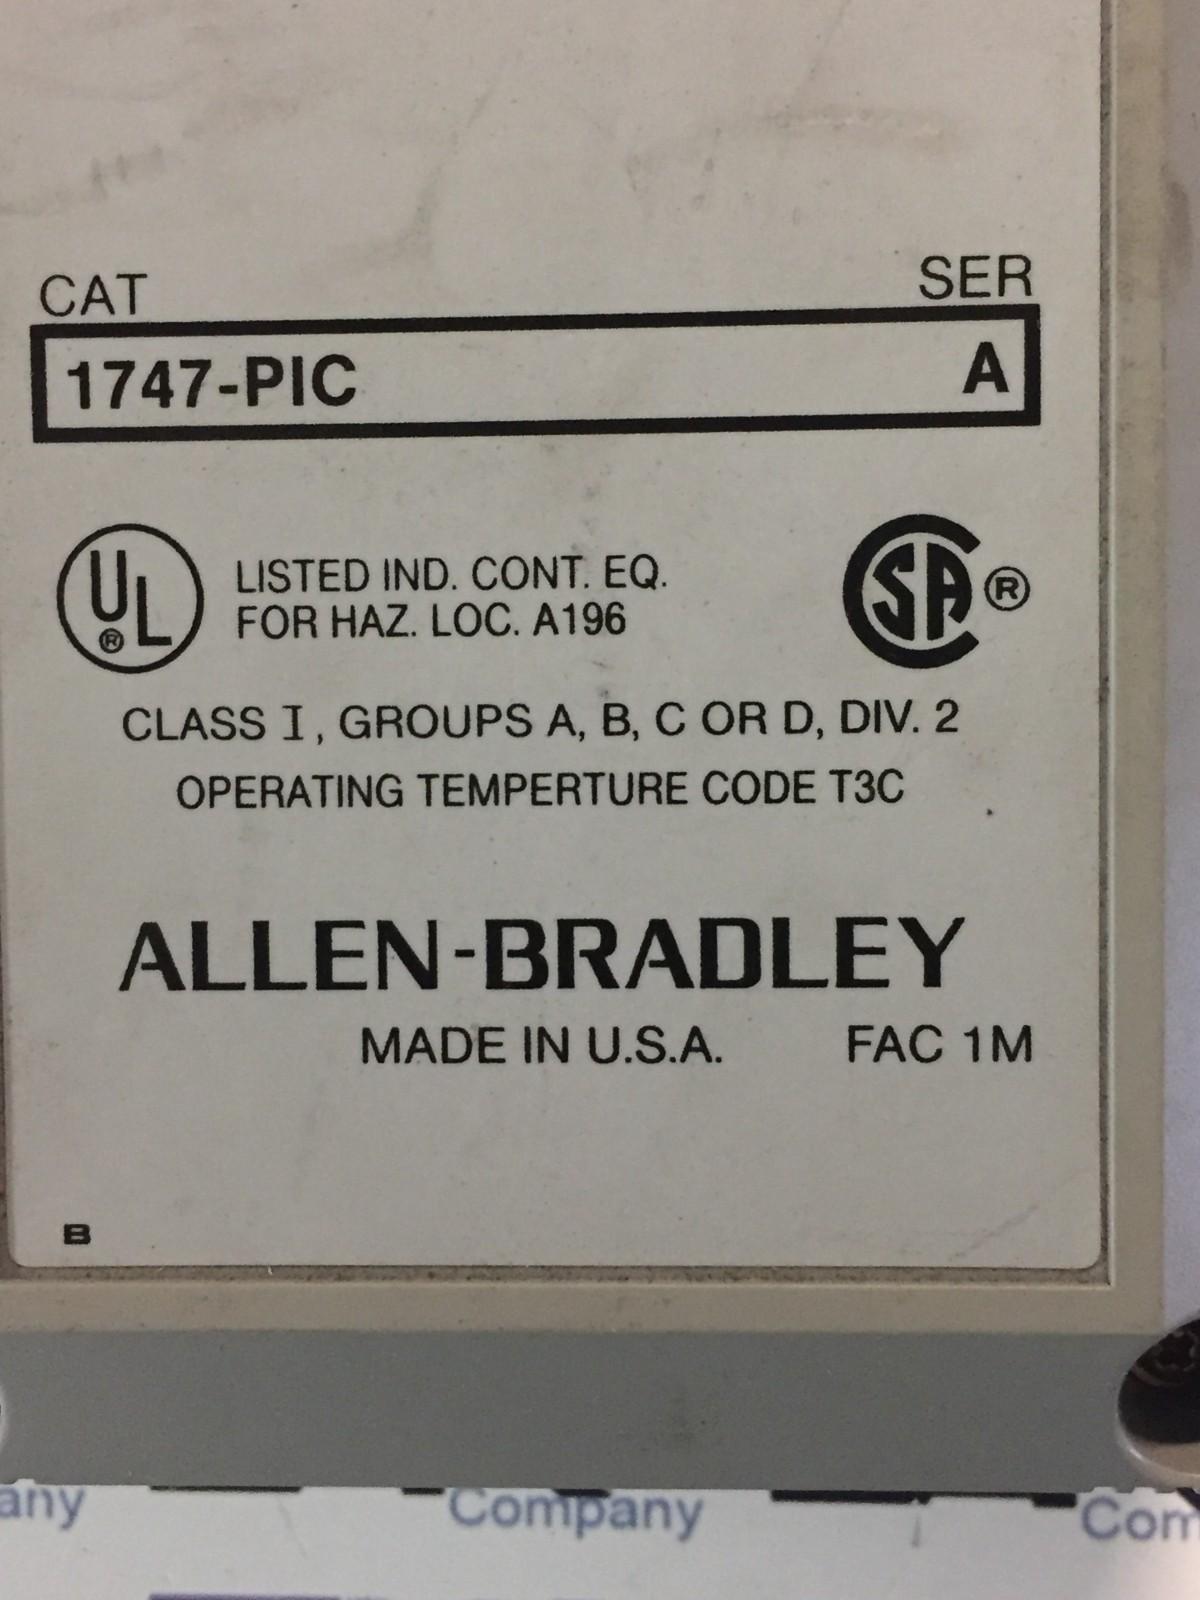 CAT SER
1747-PIC A
UL® LISTED IND. CONT. EQ.
FOR HAZ. LOC. A196
SA ®
CLASS I, GROUPS A, B, C OR D, DIV. 2
OPERATING TEMPERTURE CODE T3C
ALLEN-BRADLEY
MADE IN U.S.A. FAC 1M
B
any Company Com